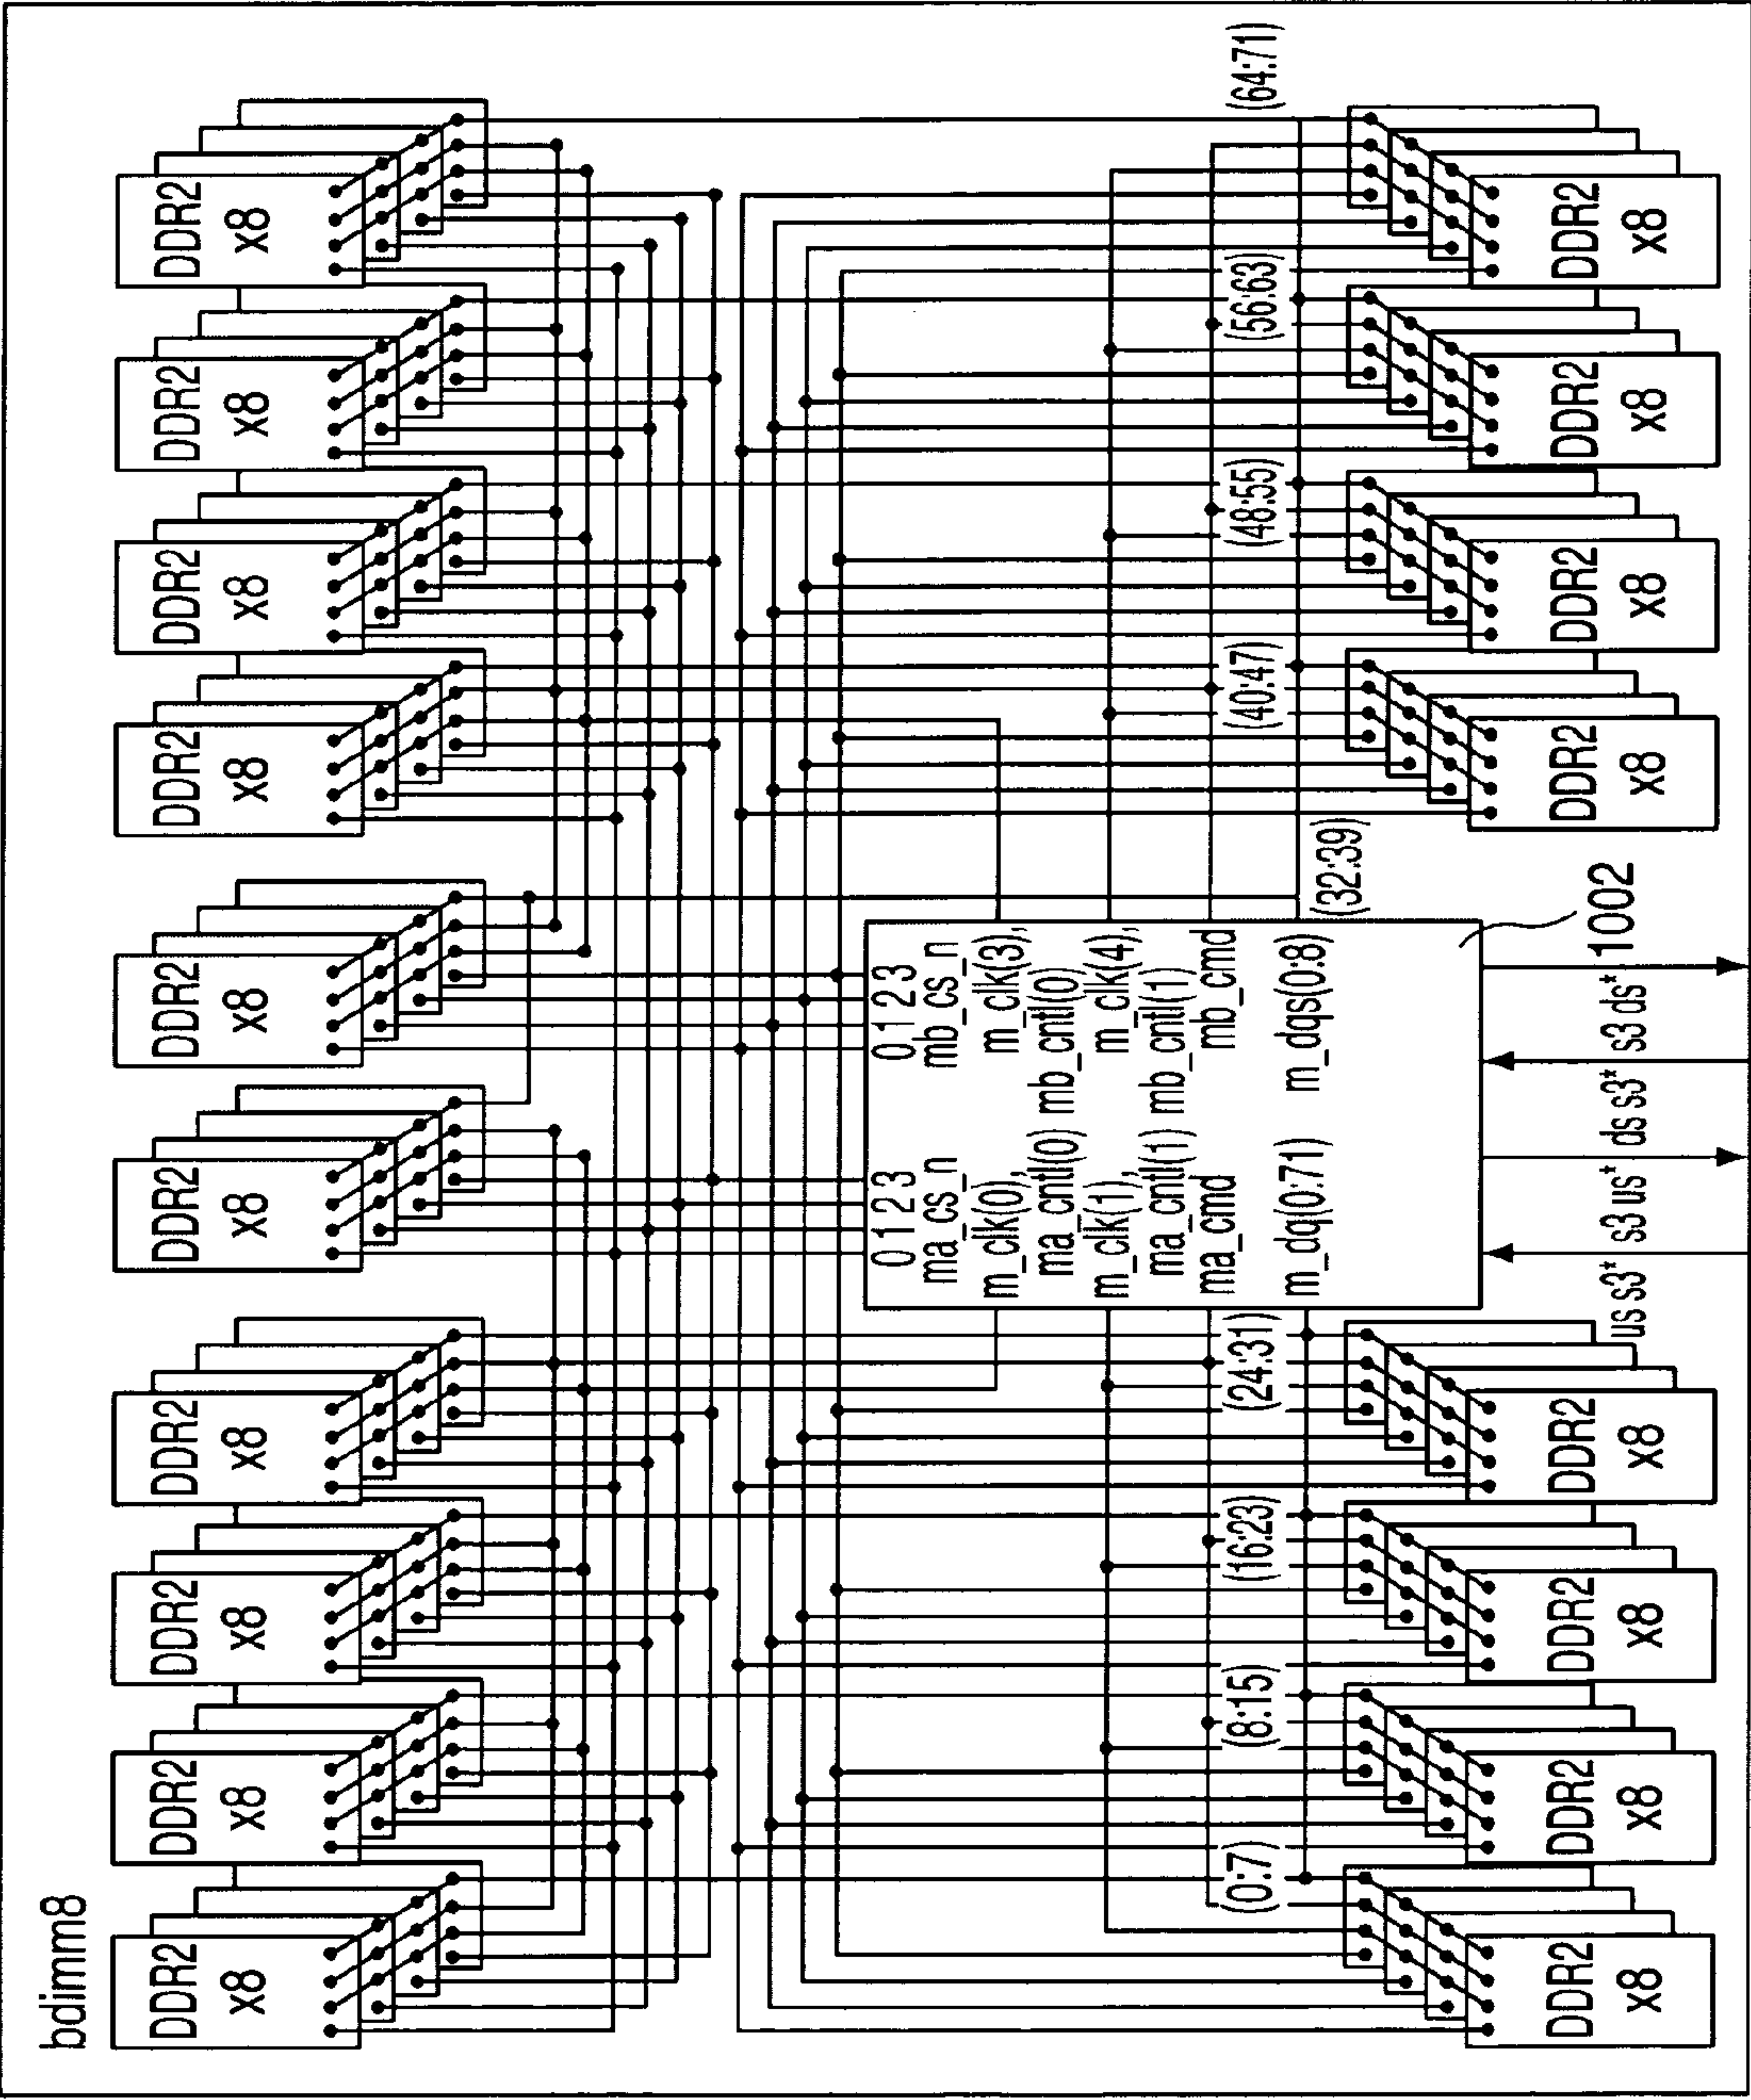 bdimm8
DDR2
x8
DDR2
x8
DDR2
x8
DDR2
x8
DDR2
x8
DDR2
x8
DDR2
x8
DDR2
x8
DDR2
x8
DDR2
x8
0 1 2 3
ma_cs_n
0 1 2 3
mb_cs_n
m_clk(0),
ma_cntl(0)
m_clk(3),
mb_cntl(0)
m_clk(1),
ma_cntl(1)
m_clk(4),
mb_cntl(1)
ma_cmd
mb_cmd
m_dq(0:71)
m_dqs(0:8)
(0:7)
(8:15)
(16:23)
(24:31)
(32:39)
(40:47)
(48:55)
(56:63)
(64:71)
DDR2
x8
DDR2
x8
DDR2
x8
DDR2
x8
DDR2
x8
DDR2
x8
DDR2
x8
DDR2
x8
us s3* s3 us* ds s3* s3 ds*
1002